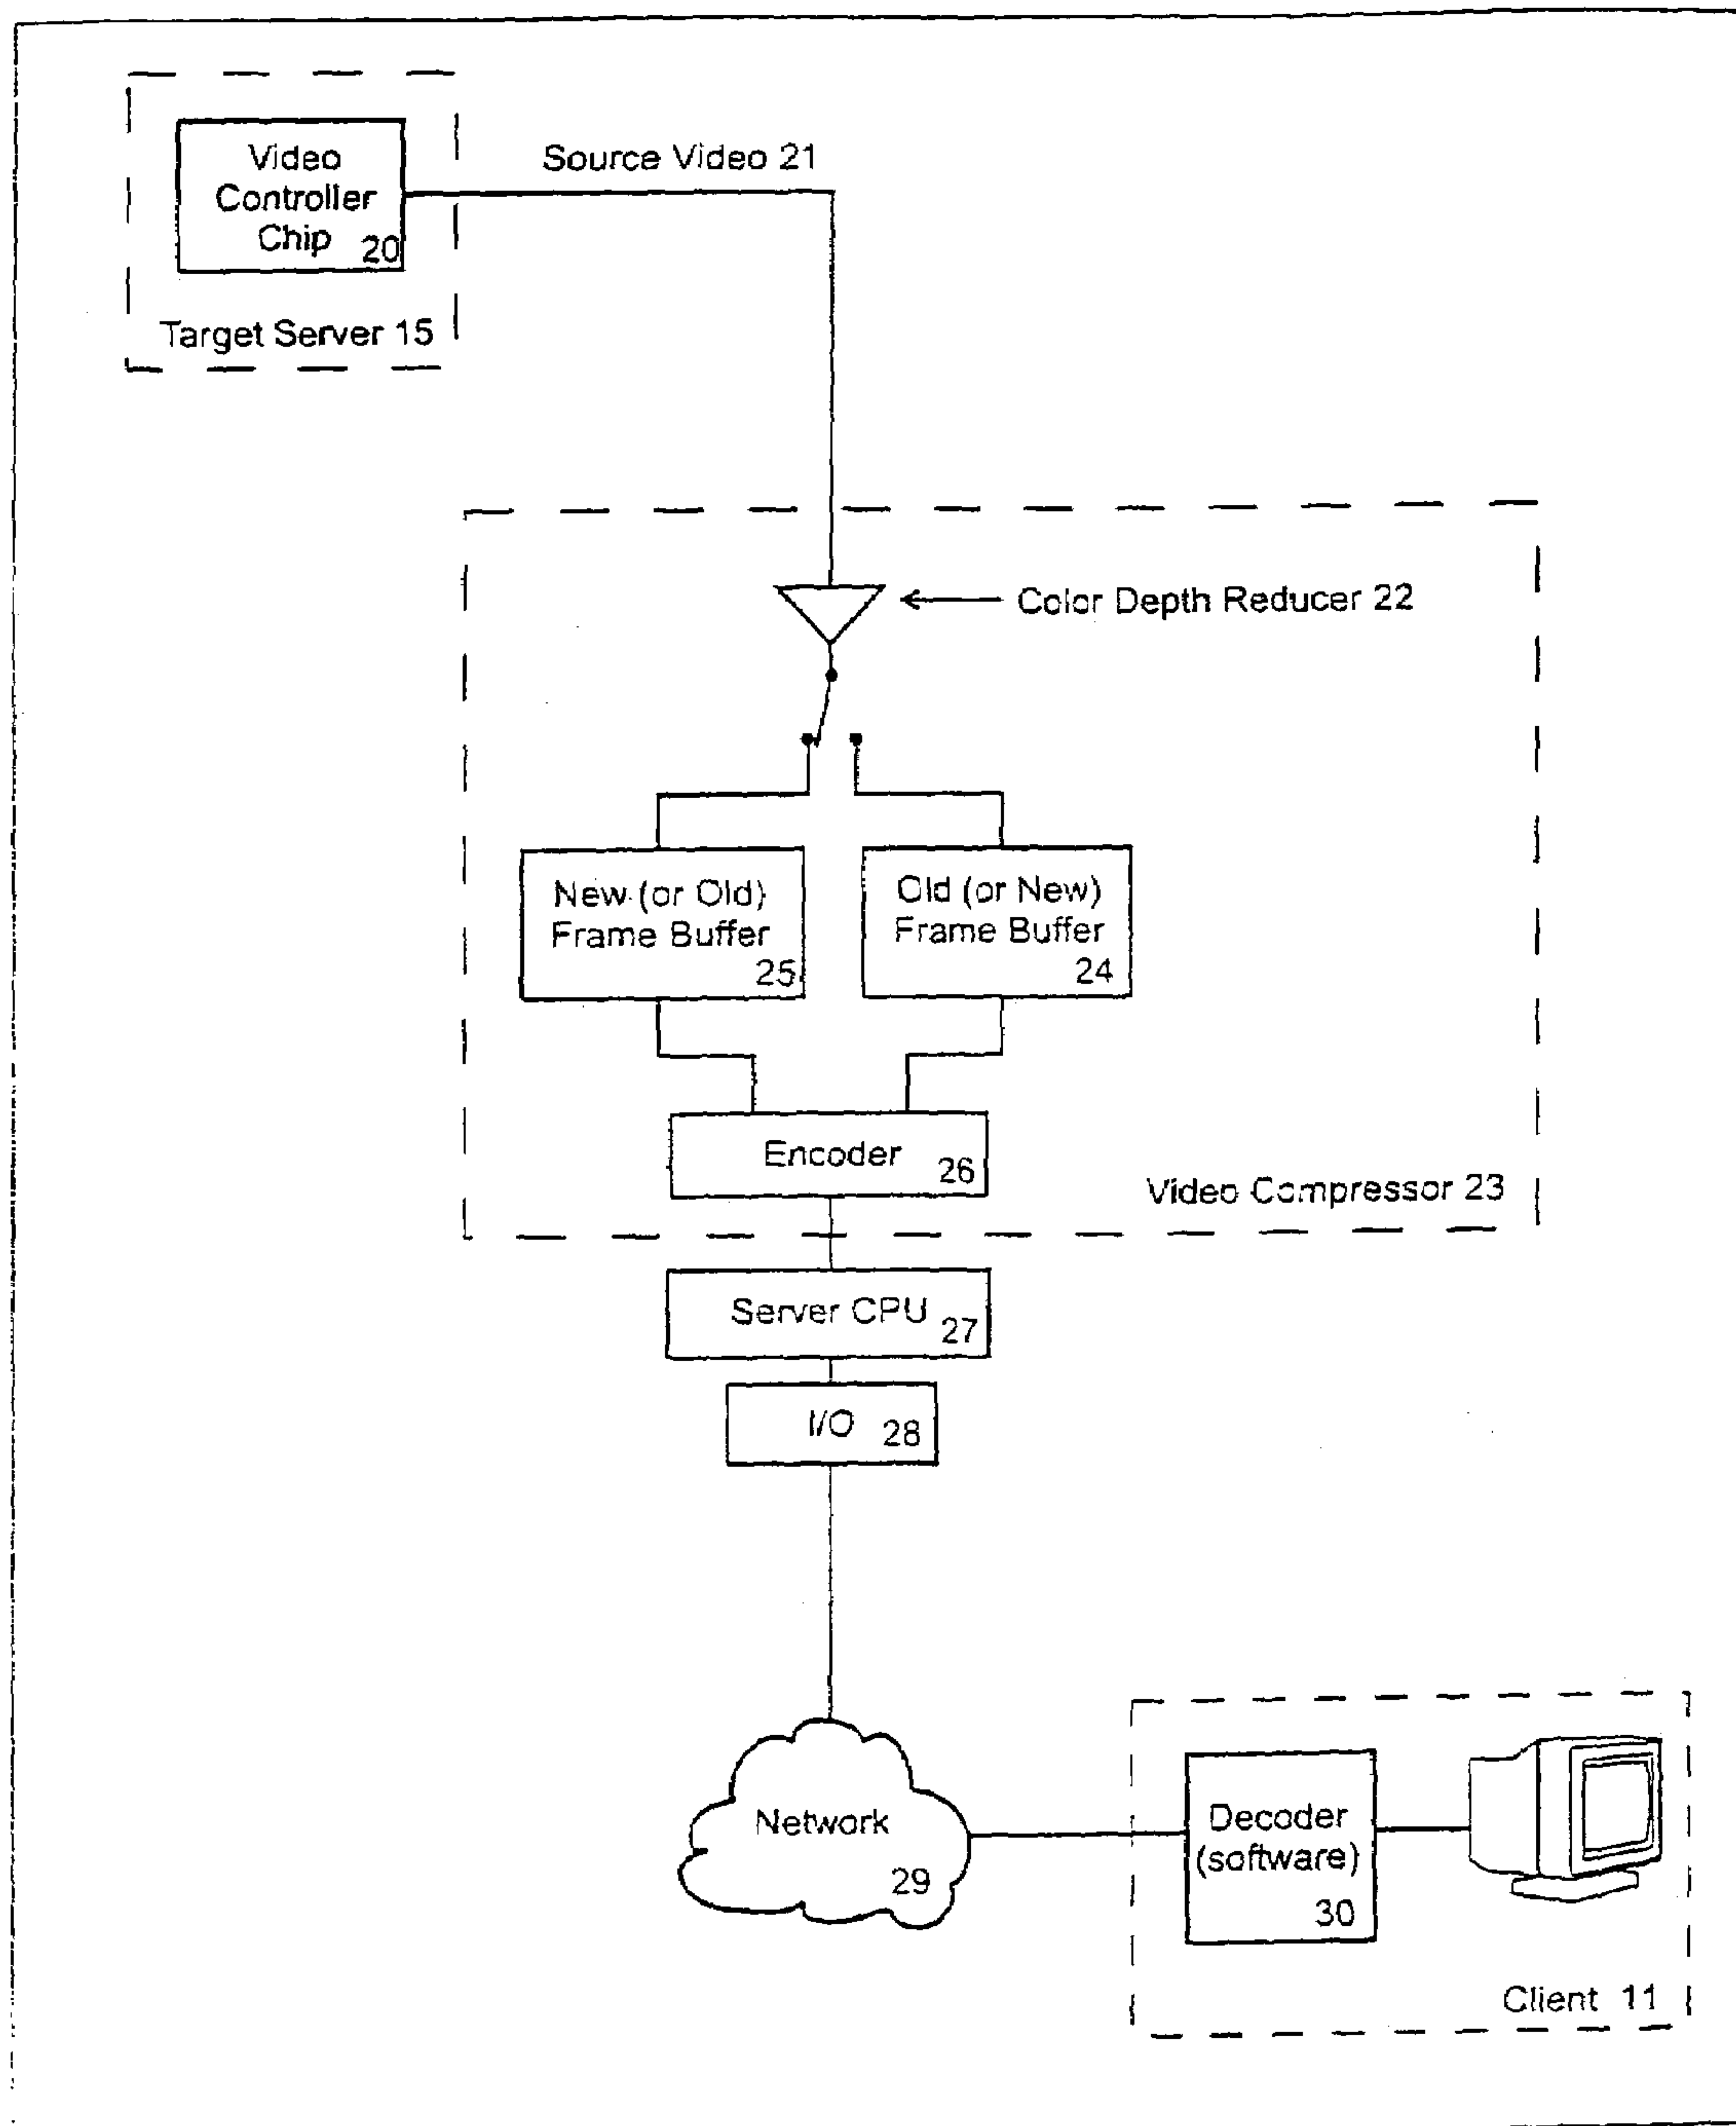 Video
Controller
Chip 20
Source Video 21
Target Server 15
Color Depth Reducer 22
New (or Old)
Frame Buffer
25
Old (or New)
Frame Buffer
24
Encoder 26
Video Compressor 23
Server CPU 27
I/O 28
Network
29
Decoder
(software)
30
Client 11